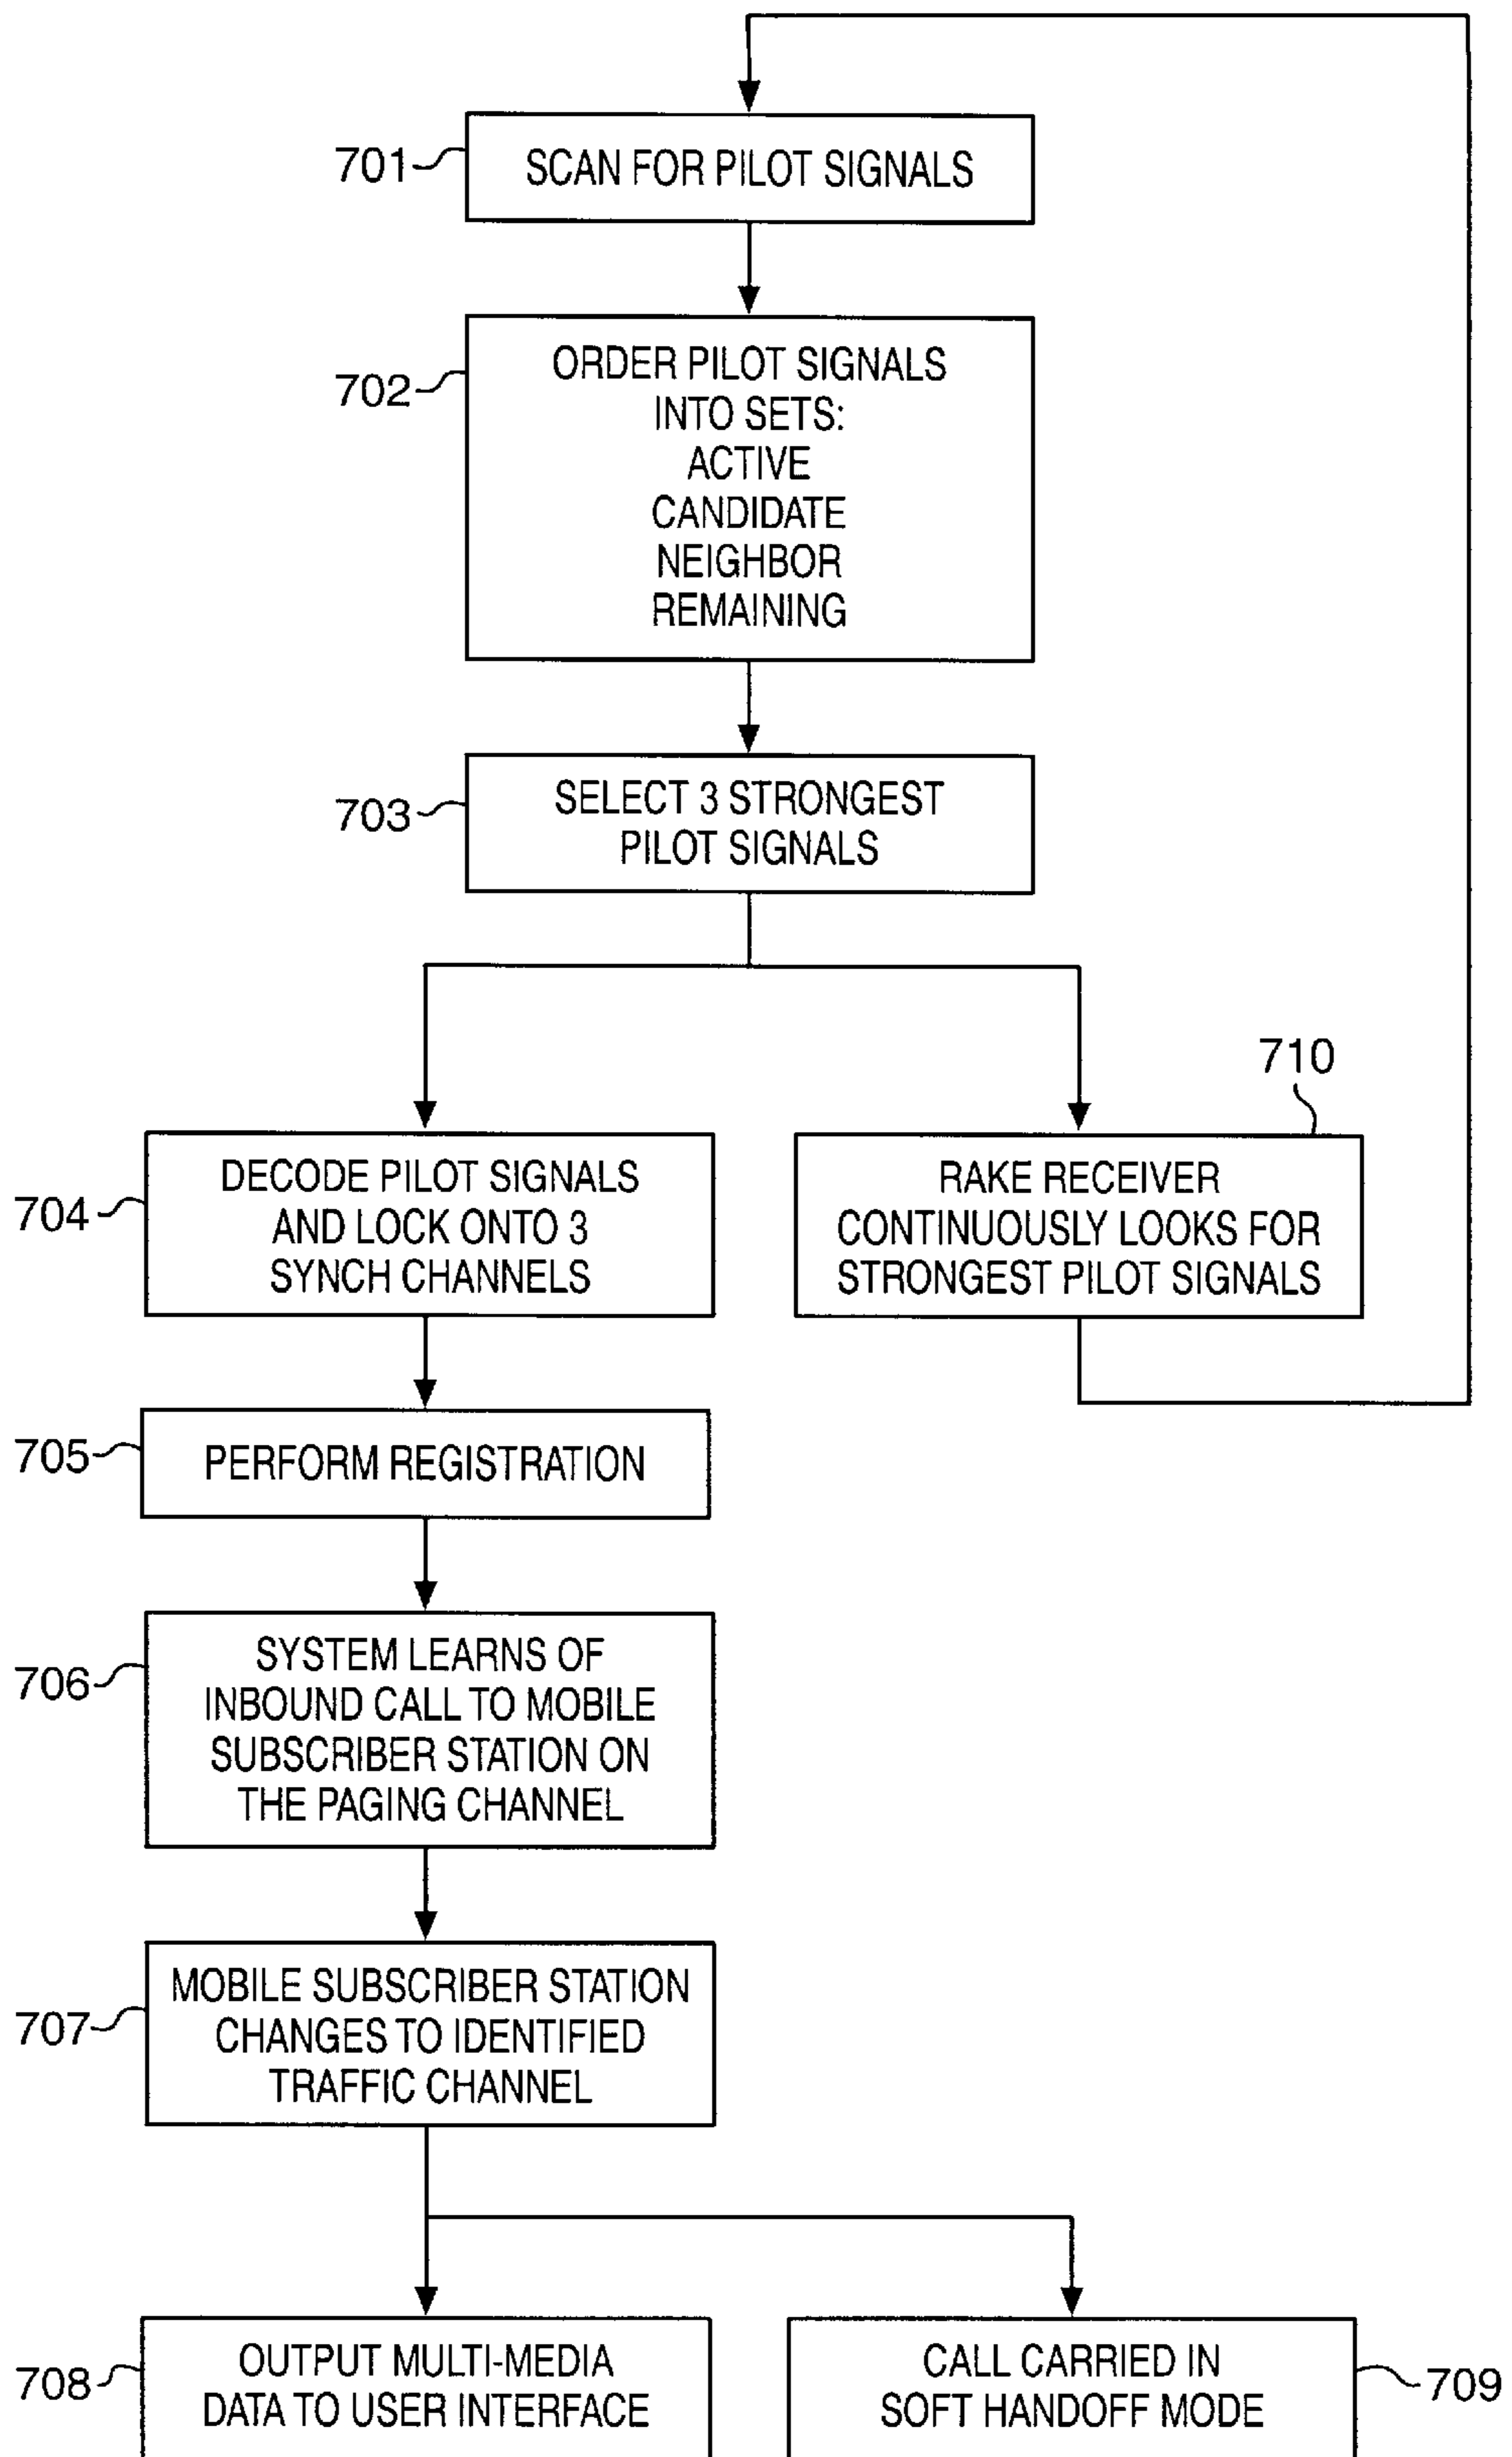 701
SCAN FOR PILOT SIGNALS
702
ORDER PILOT SIGNALS
INTO SETS:
ACTIVE
CANDIDATE
NEIGHBOR
REMAINING
703
SELECT 3 STRONGEST
PILOT SIGNALS
704
DECODE PILOT SIGNALS
AND LOCK ONTO 3
SYNCH CHANNELS
710
RAKE RECEIVER
CONTINUOUSLY LOOKS FOR
STRONGEST PILOT SIGNALS
705
PERFORM REGISTRATION
706
SYSTEM LEARNS OF
INBOUND CALL TO MOBILE
SUBSCRIBER STATION ON
THE PAGING CHANNEL
707
MOBILE SUBSCRIBER STATION
CHANGES TO IDENTIFIED
TRAFFIC CHANNEL
708
OUTPUT MULTI-MEDIA
DATA TO USER INTERFACE
CALL CARRIED IN
SOFT HANDOFF MODE
709